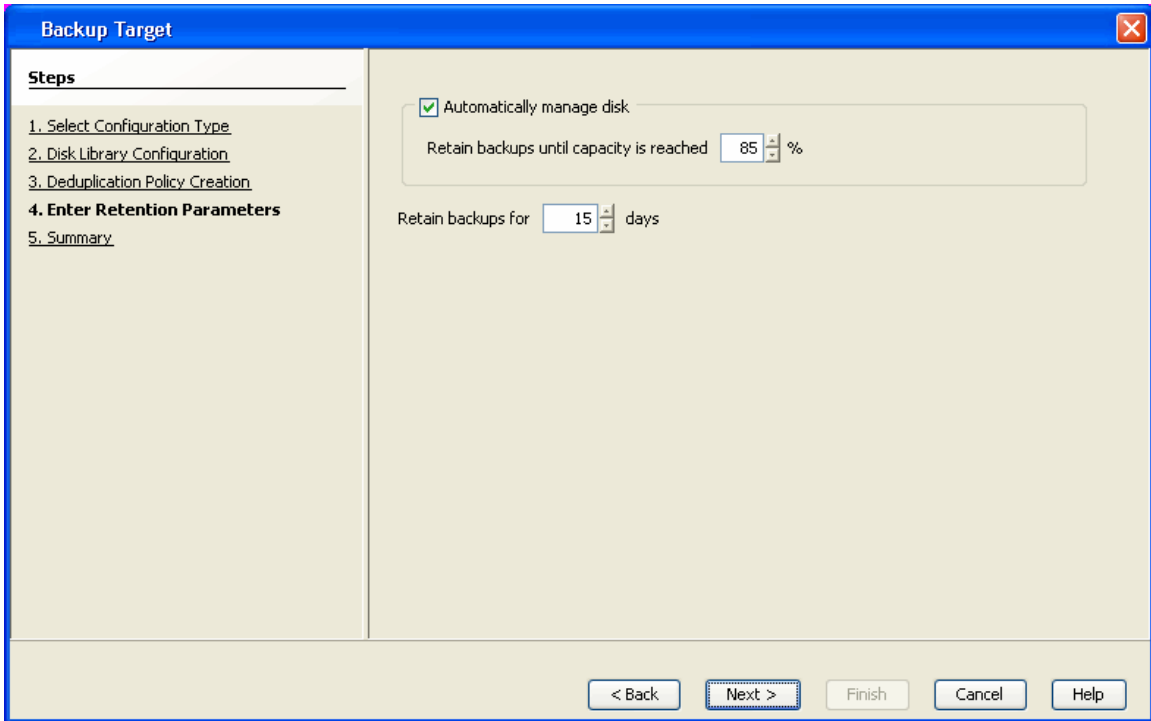 Backup Target
Steps
1. Select Configuration Type
2. Disk Library Configuration
3. Deduplication Policy Creation
4. Enter Retention Parameters
5. Summary
Automatically manage disk
Retain backups until capacity is reached 85 %
Retain backups for 15 days
< Back Next > Finish Cancel Help